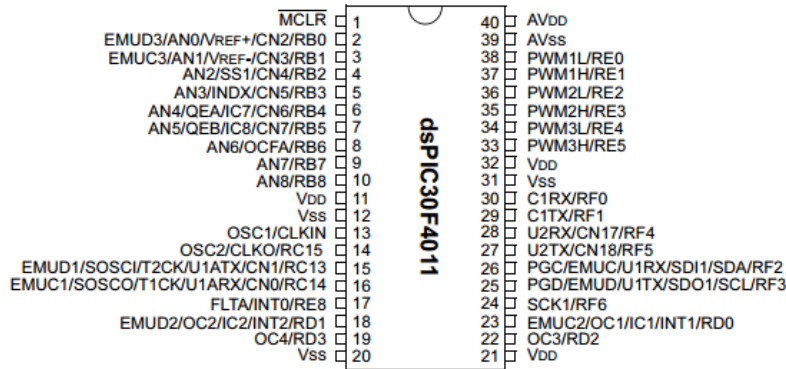 MCLR 1 40 AVDD
EMUD3/AN0/VREF+/CN2/RB0 2 39 AVSS
EMUC3/AN1/VREF-/CN3/RB1 3 38 PWM1L/RE0
AN2/SS1/CN4/RB2 4 37 PWM1H/RE1
AN3/INDX/CN5/RB3 5 36 PWM2L/RE2
AN4/QEA/IC7/CN6/RB4 6 35 PWM2H/RE3
AN5/QEB/IC8/CN7/RB5 7 34 PWM3L/RE4
AN6/OCFA/RB6 8 33 PWM3H/RE5
AN7/RB7 9 32 VDD
AN8/RB8 10 31 VSS
VDD 11 30 C1RX/RF0
VSS 12 29 C1TX/RF1
OSC1/CLKIN 13 28 U2RX/CN17/RF4
OSC2/CLKO/RC15 14 27 U2TX/CN18/RF5
EMUD1/SOSCI/T2CK/U1ATX/CN1/RC13 15 26 PGC/EMUC/U1RX/SDI1/SDA/RF2
EMUC1/SOSCO/T1CK/U1ARX/CN0/RC14 16 25 PGD/EMUD/U1TX/SDO1/SCL/RF3
FLTA/INT0/RE8 17 24 SCK1/RF6
EMUD2/OC2/IC2/INT2/RD1 18 23 EMUC2/OC1/IC1/INT1/RD0
OC4/RD3 19 22 OC3/RD2
VSS 20 21 VDD
dsPIC30F4011